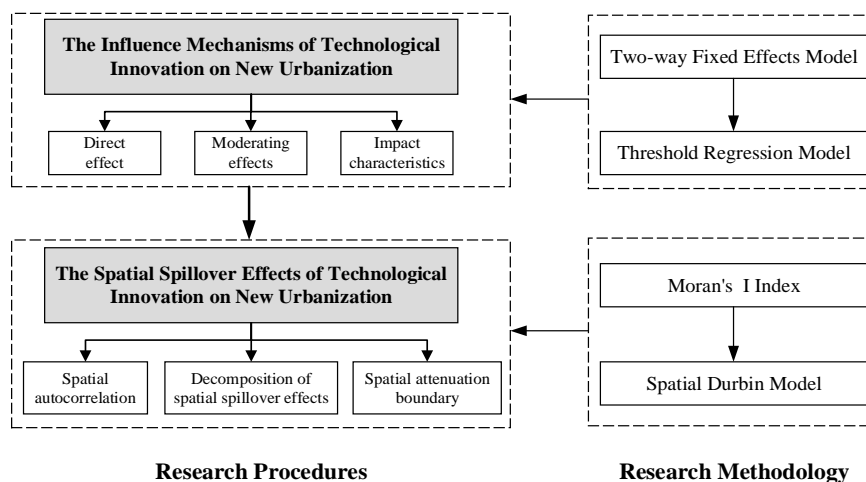 The Influence Mechanisms of Technological
Innovation on New Urbanization
Direct
effect
Moderating
effects
Impact
characteristics
Two-way Fixed Effects Model
Threshold Regression Model
The Spatial Spillover Effects of Technological
Innovation on New Urbanization
Spatial
autocorrelation
Decomposition of
spatial spillover effects
Spatial attenuation
boundary
Moran's I Index
Spatial Durbin Model
Research Procedures
Research Methodology